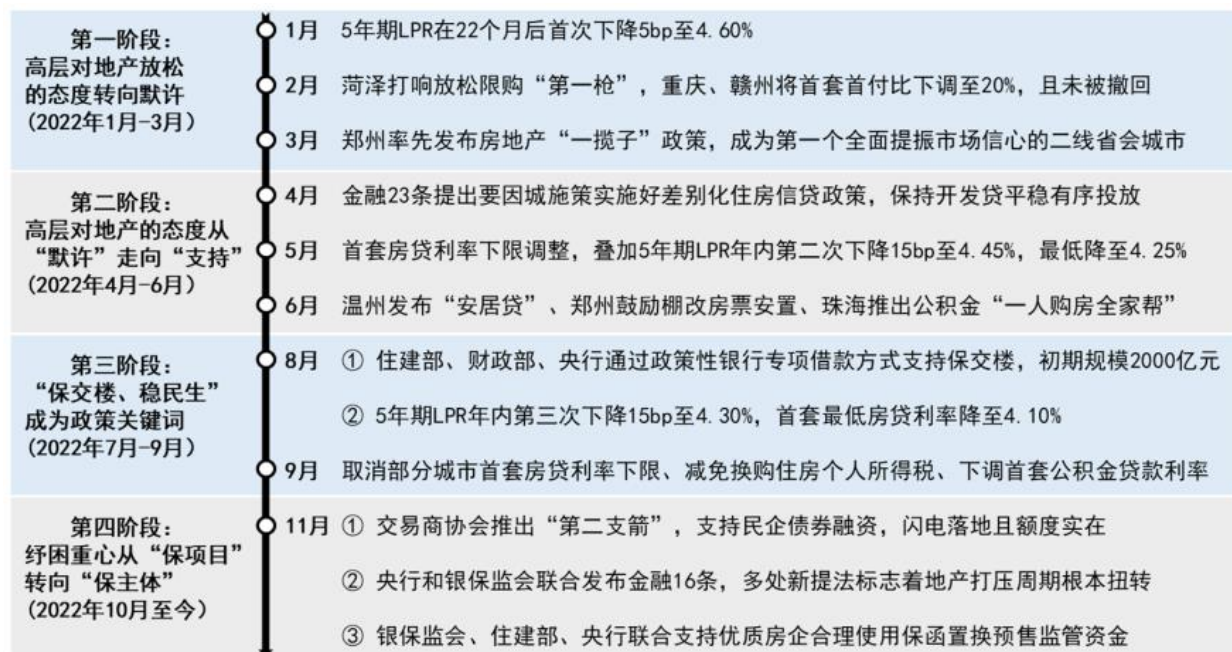 第一阶段：
高层对地产放松
的态度转向默许
(2022年1月-3月)
1月 5年期LPR在22个月后首次下降5bp至4.60%
2月 菏泽打响放松限购“第一枪”，重庆、赣州将首套首付比下调至20%，且未被撤回
3月 郑州率先发布房地产“一揽子”政策，成为第一个全面提振市场信心的二线省会城市
第二阶段：
高层对地产的态度从
“默许”走向“支持”
(2022年4月-6月)
4月 金融23条提出要因城施策实施好差别化住房信贷政策，保持开发贷平稳有序投放
5月 首套房贷利率下限调整，叠加5年期LPR年内第二次下降15bp至4.45%，最低降至4.25%
6月 温州发布“安居贷”、郑州鼓励棚改房票安置、珠海推出公积金“一人购房全家帮”
第三阶段：
“保交楼、稳民生”
成为政策关键词
(2022年7月-9月)
8月 ① 住建部、财政部、央行通过政策性银行专项借款方式支持保交楼，初期规模2000亿元
② 5年期LPR年内第三次下降15bp至4.30%，首套最低房贷利率降至4.10%
9月 取消部分城市首套房贷利率下限、减免换购住房个人所得税、下调首套公积金贷款利率
第四阶段：
纾困重心从“保项目”
转向“保主体”
(2022年10月至今)
11月 ① 交易商协会推出“第二支箭”，支持民企债券融资，闪电落地且额度实在
② 央行和银保监会联合发布金融16条，多处新提法标志着地产打压周期根本扭转
③ 银保监会、住建部、央行联合支持优质房企合理使用保函置换预售监管资金